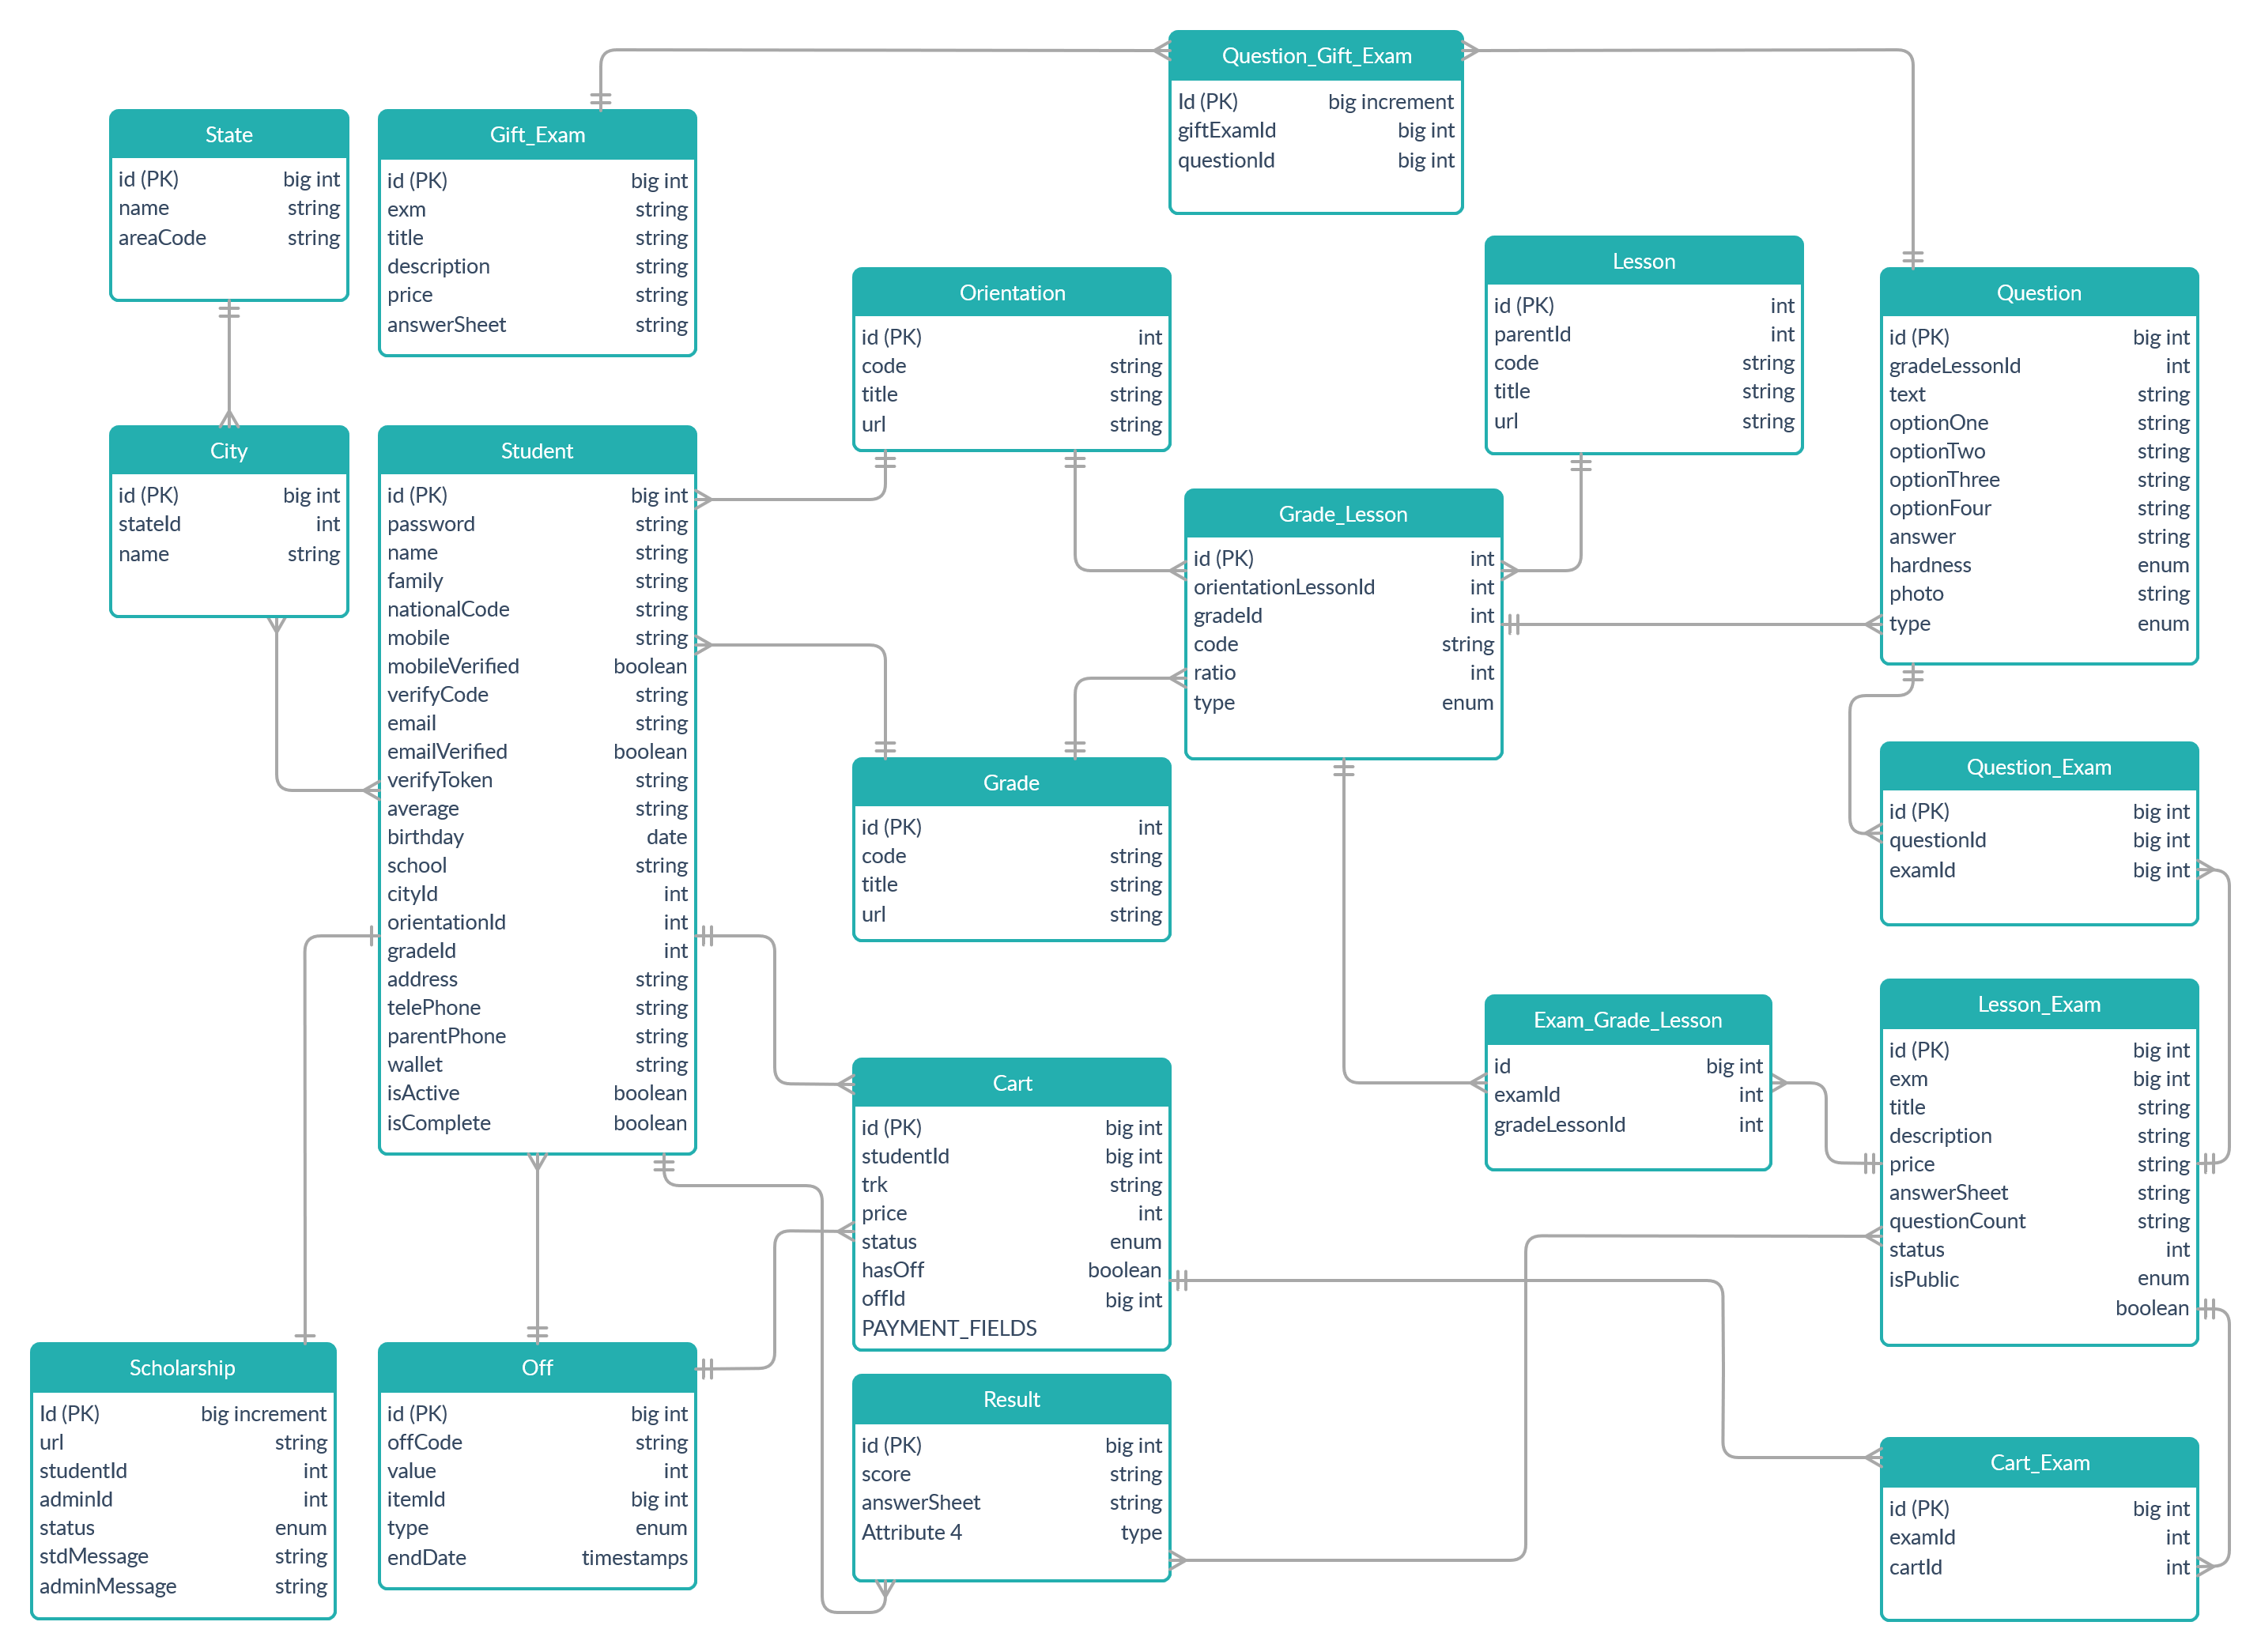 Question_Gift_Exam
Id (PK) big increment
giftExamId big int
questionId big int
State
id (PK) big int
name string
areaCode string
Gift_Exam
id (PK) big int
exm string
title string
description string
price string
answerSheet string
Lesson
id (PK) int
parentId int
code string
title string
url string
Orientation
id (PK) int
code string
title string
url string
Question
id (PK) big int
gradeLessonId int
text string
optionOne string
optionTwo string
optionThree string
optionFour string
answer string
hardness enum
photo string
type enum
City
id (PK) big int
stateId int
name string
Student
id (PK) big int
password string
name string
family string
nationalCode string
mobile string
mobileVerified boolean
verifyCode string
email string
emailVerified boolean
verifyToken string
average string
birthday date
school string
cityId int
orientationId int
gradeId int
address string
telePhone string
parentPhone string
wallet string
isActive boolean
isComplete boolean
Grade_Lesson
id (PK) int
orientationLessonId int
gradeId int
code string
ratio int
type enum
Grade
id (PK) int
code string
title string
url string
Question_Exam
id (PK) big int
questionId big int
examId big int
Exam_Grade_Lesson
id big int
examId int
gradeLessonId int
Lesson_Exam
id (PK) big int
exm big int
title string
description string
price string
answerSheet string
questionCount string
status int
isPublic enum
boolean
Cart
id (PK) big int
studentId big int
trk string
price int
status enum
hasOff boolean
offId big int
PAYMENT_FIELDS
Scholarship
Id (PK) big increment
url string
studentId int
adminId int
status enum
stdMessage string
adminMessage string
Off
id (PK) big int
offCode string
value int
itemId big int
type enum
endDate timestamps
Result
id (PK) big int
score string
answerSheet string
Attribute 4 type
Cart_Exam
id (PK) big int
examId int
cartId int